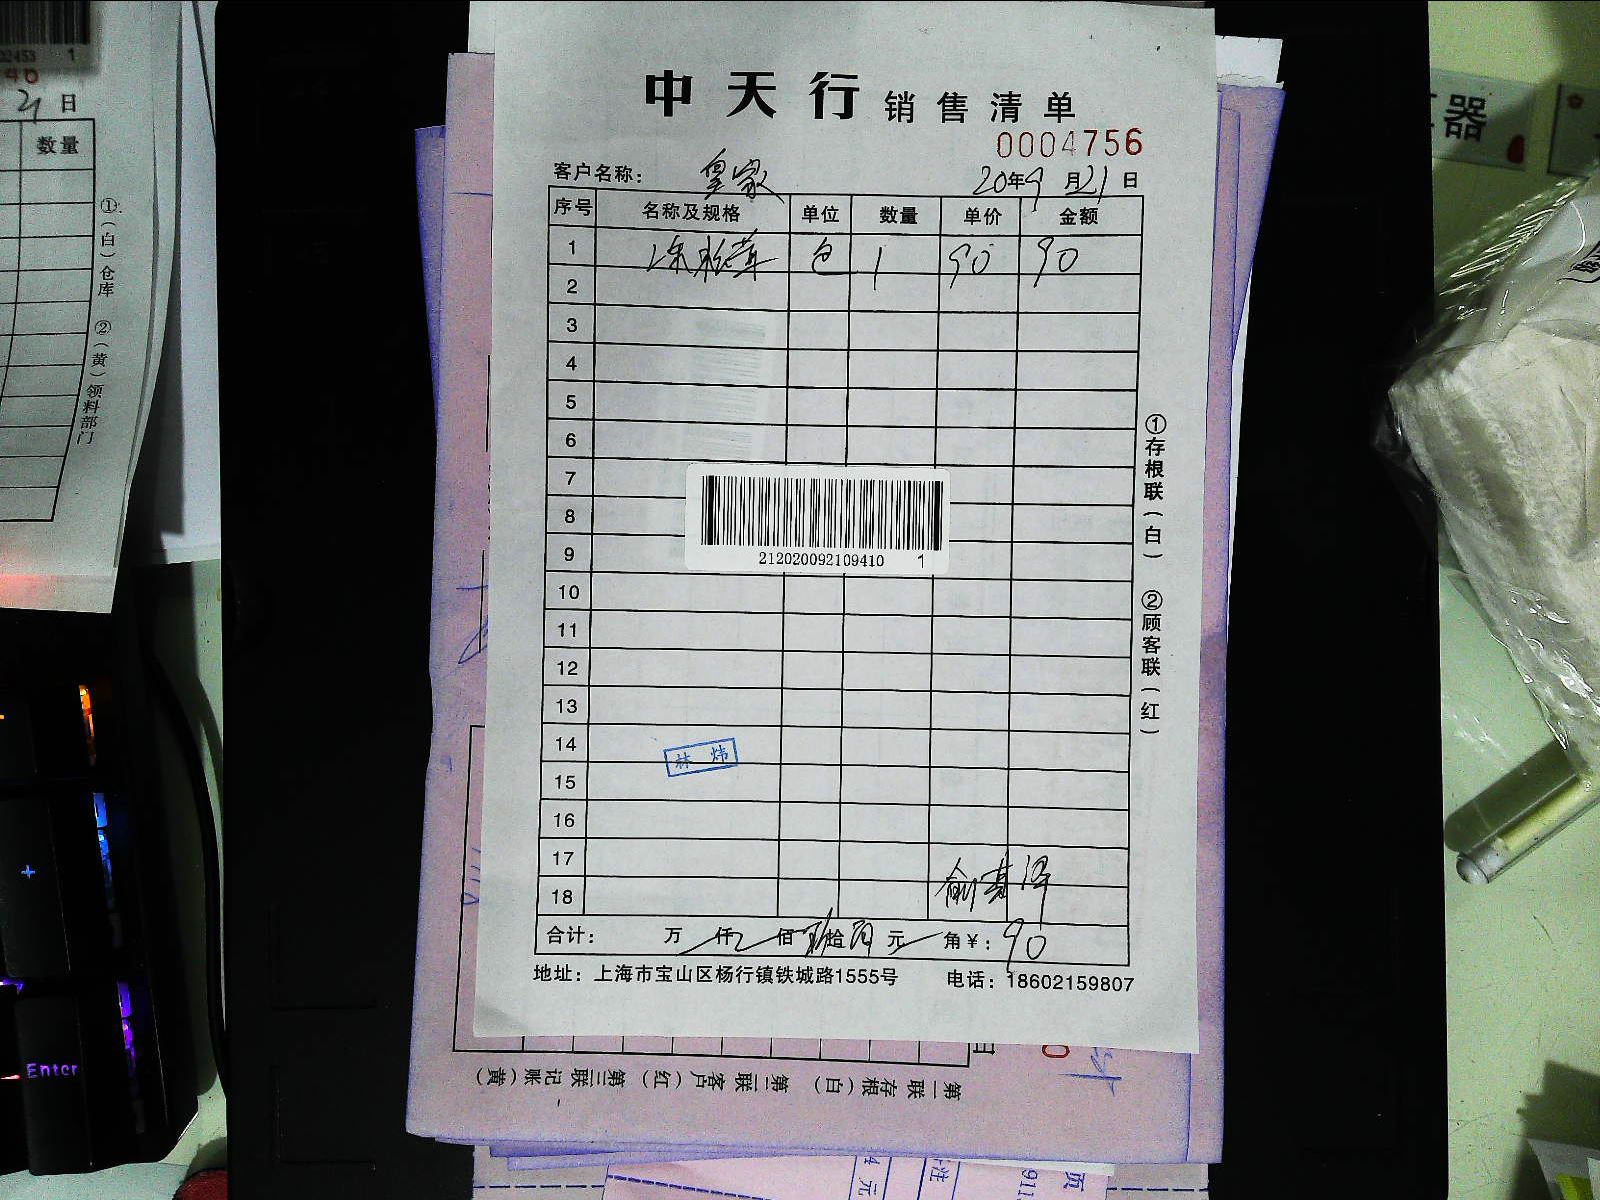 中天行 销售清单
0004756
客户名称： 皇家 20年9月21日
序号 名称及规格 单位 数量 单价 金额
1 包 1 90 90
2
3
4
5
6
7
8
9
10
11
12
13
14
15
16
17
18
212020092109410 1
林炜
合计： 万 仟 佰 拾 元 角 ¥：90
地址：上海市宝山区杨行镇铁城路1555号 电话：18602159807
①存根联（白） ②顾客联（红）
第一联存根（白） 第二联客户（红） 第三联记账（黄）
46
21 日
数量
①（白）仓库 ②（黄）领料部门
+
Enter
器